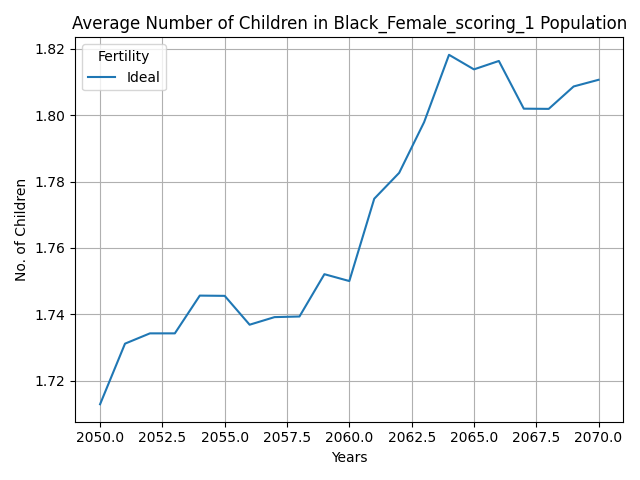 Average Number of Children in Black_Female_scoring_1 Population
Fertility
Ideal
No. of Children
1.82
1.80
1.78
1.76
1.74
1.72
2050.0 2052.5 2055.0 2057.5 2060.0 2062.5 2065.0 2067.5 2070.0
Years